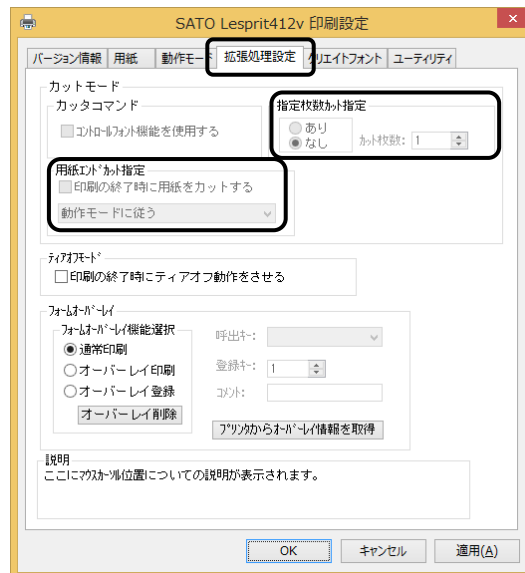 SATO Lesprit412v 印刷設定
バージョン情報 用紙 動作モード 拡張処理設定 クリエイトフォント ユーティリティ
カットモード
カッタコマンド
コントロールフォント機能を使用する
指定枚数カット指定
あり
なし
カット枚数: 1
用紙エンドカット指定
印刷の終了時に用紙をカットする
動作モードに従う
ティアオフモード
印刷の終了時にティアオフ動作をさせる
フォームオーバーレイ
フォームオーバーレイ機能選択
通常印刷
オーバーレイ印刷
オーバーレイ登録
オーバーレイ削除
呼出キー:
登録キー: 1
コメント:
プリンタからオーバーレイ情報を取得
説明
ここにマウスカーソル位置についての説明が表示されます。
OK キャンセル 適用(A)